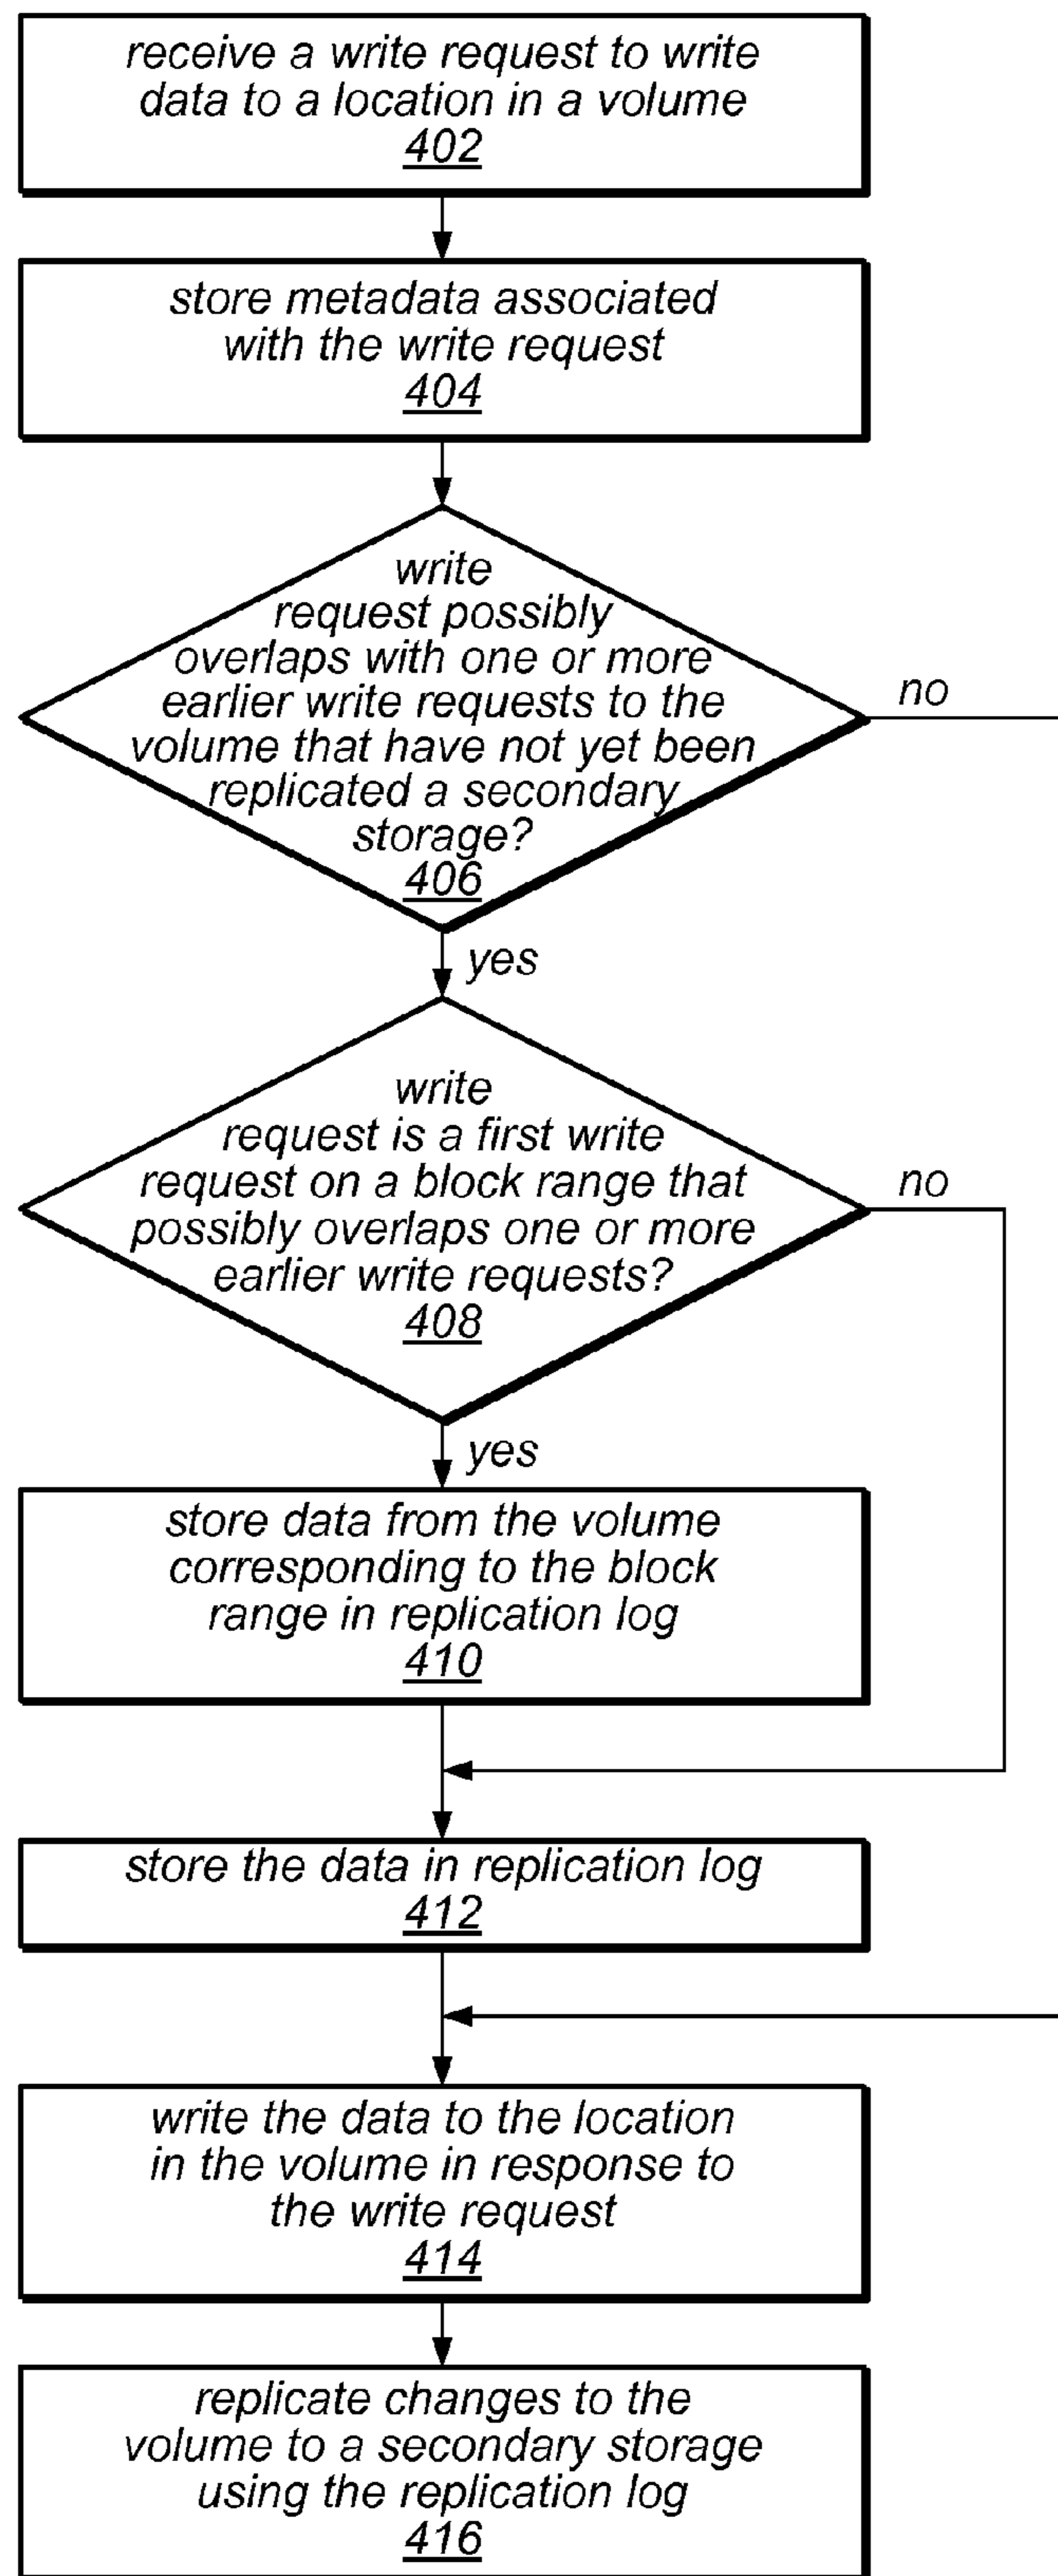 receive a write request to write
data to a location in a volume
402
store metadata associated
with the write request
404
write
request possibly
overlaps with one or more
earlier write requests to the
volume that have not yet been
replicated a secondary
storage?
406
no
yes
write
request is a first write
request on a block range that
possibly overlaps one or more
earlier write requests?
408
no
yes
store data from the volume
corresponding to the block
range in replication log
410
store the data in replication log
412
write the data to the location
in the volume in response to
the write request
414
replicate changes to the
volume to a secondary storage
using the replication log
416